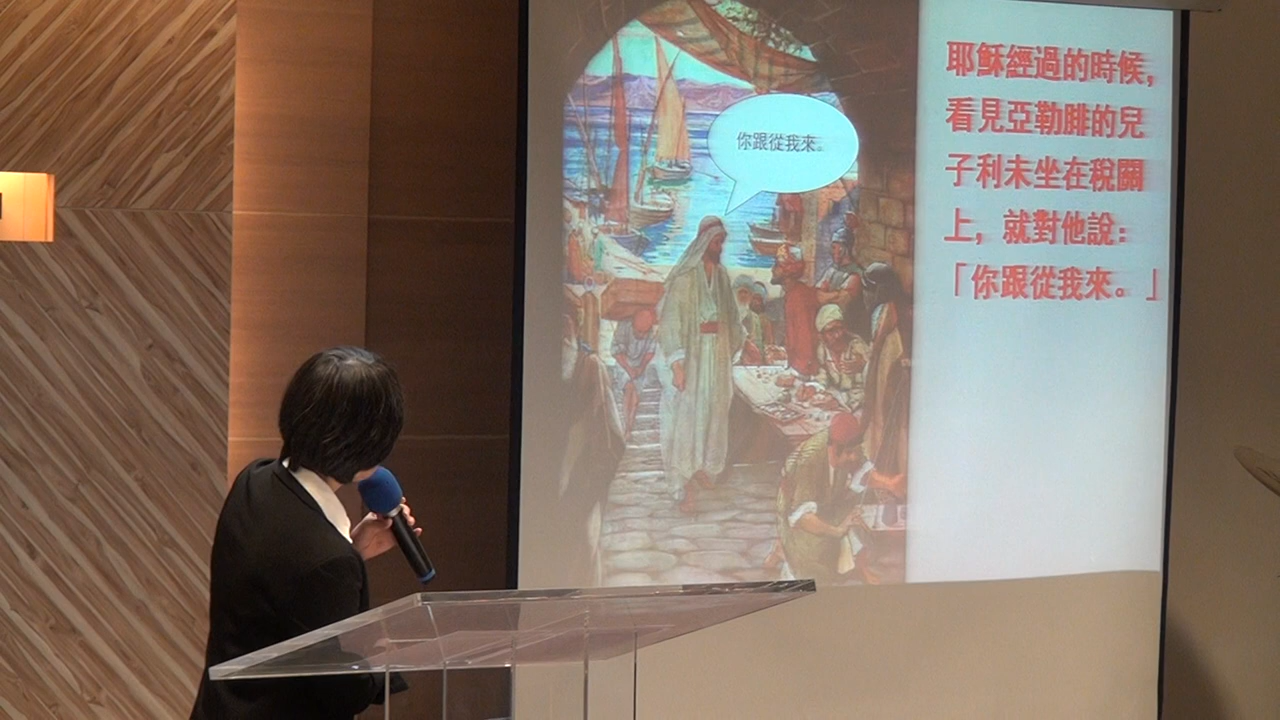 你跟從我來。
耶穌經過的時候,
看見亞勒腓的兒
子利未坐在稅關
上, 就對他說:
「你跟從我來。」